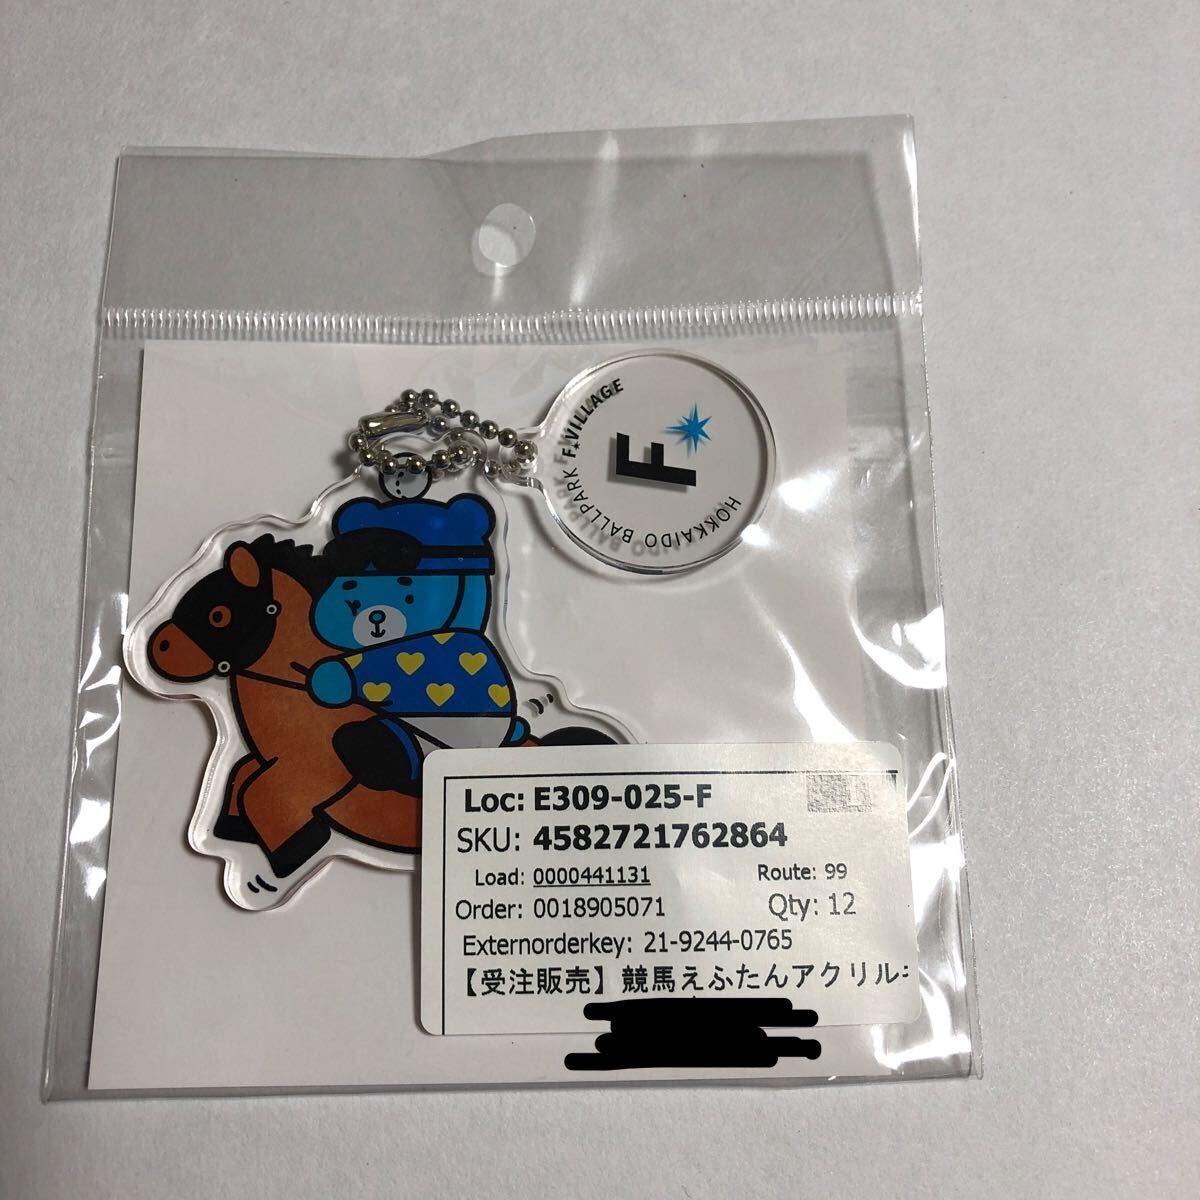 F
HOKKAIDO BALLPARK F.VILLAGE
Loc: E309-025-F
SKU: 4582721762864
Load: 0000441131 Route: 99
Order: 0018905071 Qty: 12
Externorderkey: 21-9244-0765
【受注販売】競馬えふたんアクリルキ